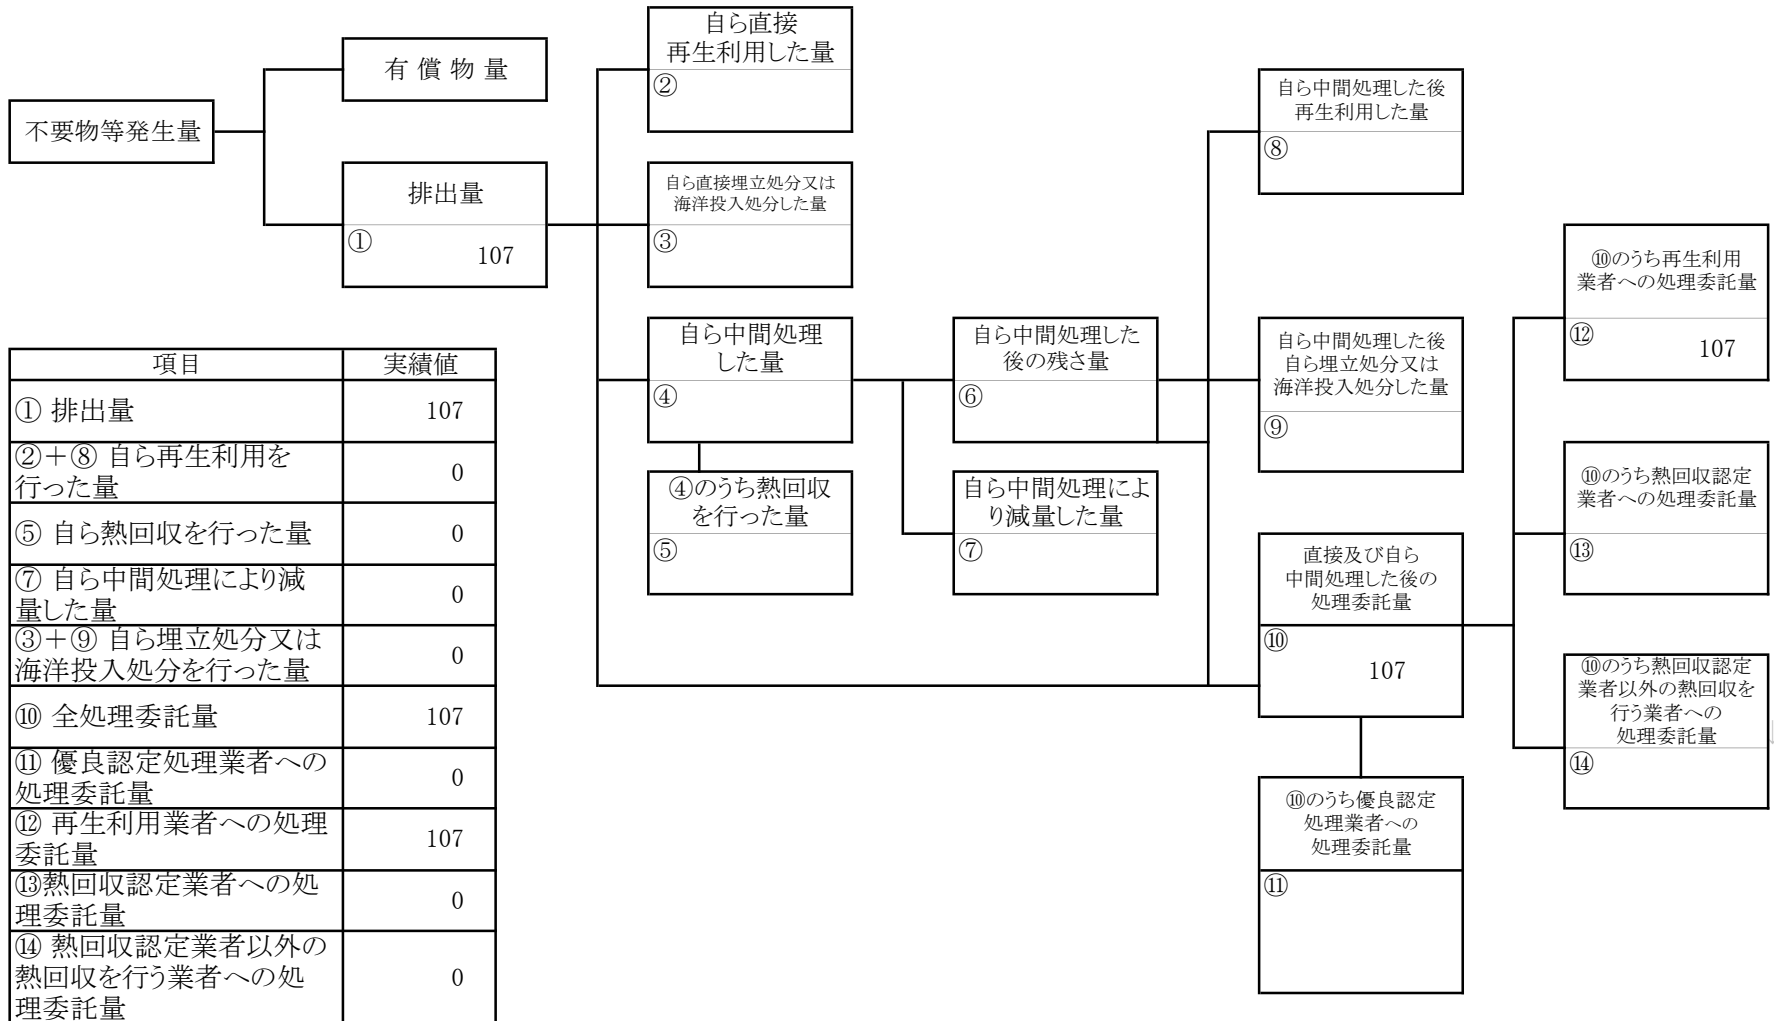 不要物等発生量
有 償 物 量
排出量
①
107
自ら直接
再生利用した量
②
自ら直接埋立処分又は
海洋投入処分した量
③
自ら中間処理
した量
④
④のうち熱回収
を行った量
⑤
自ら中間処理した
後の残さ量
⑥
自ら中間処理によ
り減量した量
⑦
自ら中間処理した後
再生利用した量
⑧
自ら中間処理した後
自ら埋立処分又は
海洋投入処分した量
⑨
直接及び自ら
中間処理した後の
処理委託量
⑩
107
⑩のうち優良認定
処理業者への
処理委託量
⑪
⑩のうち再生利用
業者への処理委託量
⑫
107
⑩のうち熱回収認定
業者への処理委託量
⑬
⑩のうち熱回収認定
業者以外の熱回収を
行う業者への
処理委託量
⑭
項目 実績値
① 排出量 107
②＋⑧ 自ら再生利用を
行った量 0
⑤ 自ら熱回収を行った量 0
⑦ 自ら中間処理により減
量した量 0
③＋⑨ 自ら埋立処分又は
海洋投入処分を行った量 0
⑩ 全処理委託量 107
⑪ 優良認定処理業者への
処理委託量 0
⑫ 再生利用業者への処理
委託量 107
⑬熱回収認定業者への処
理委託量 0
⑭ 熱回収認定業者以外の
熱回収を行う業者への処
理委託量 0